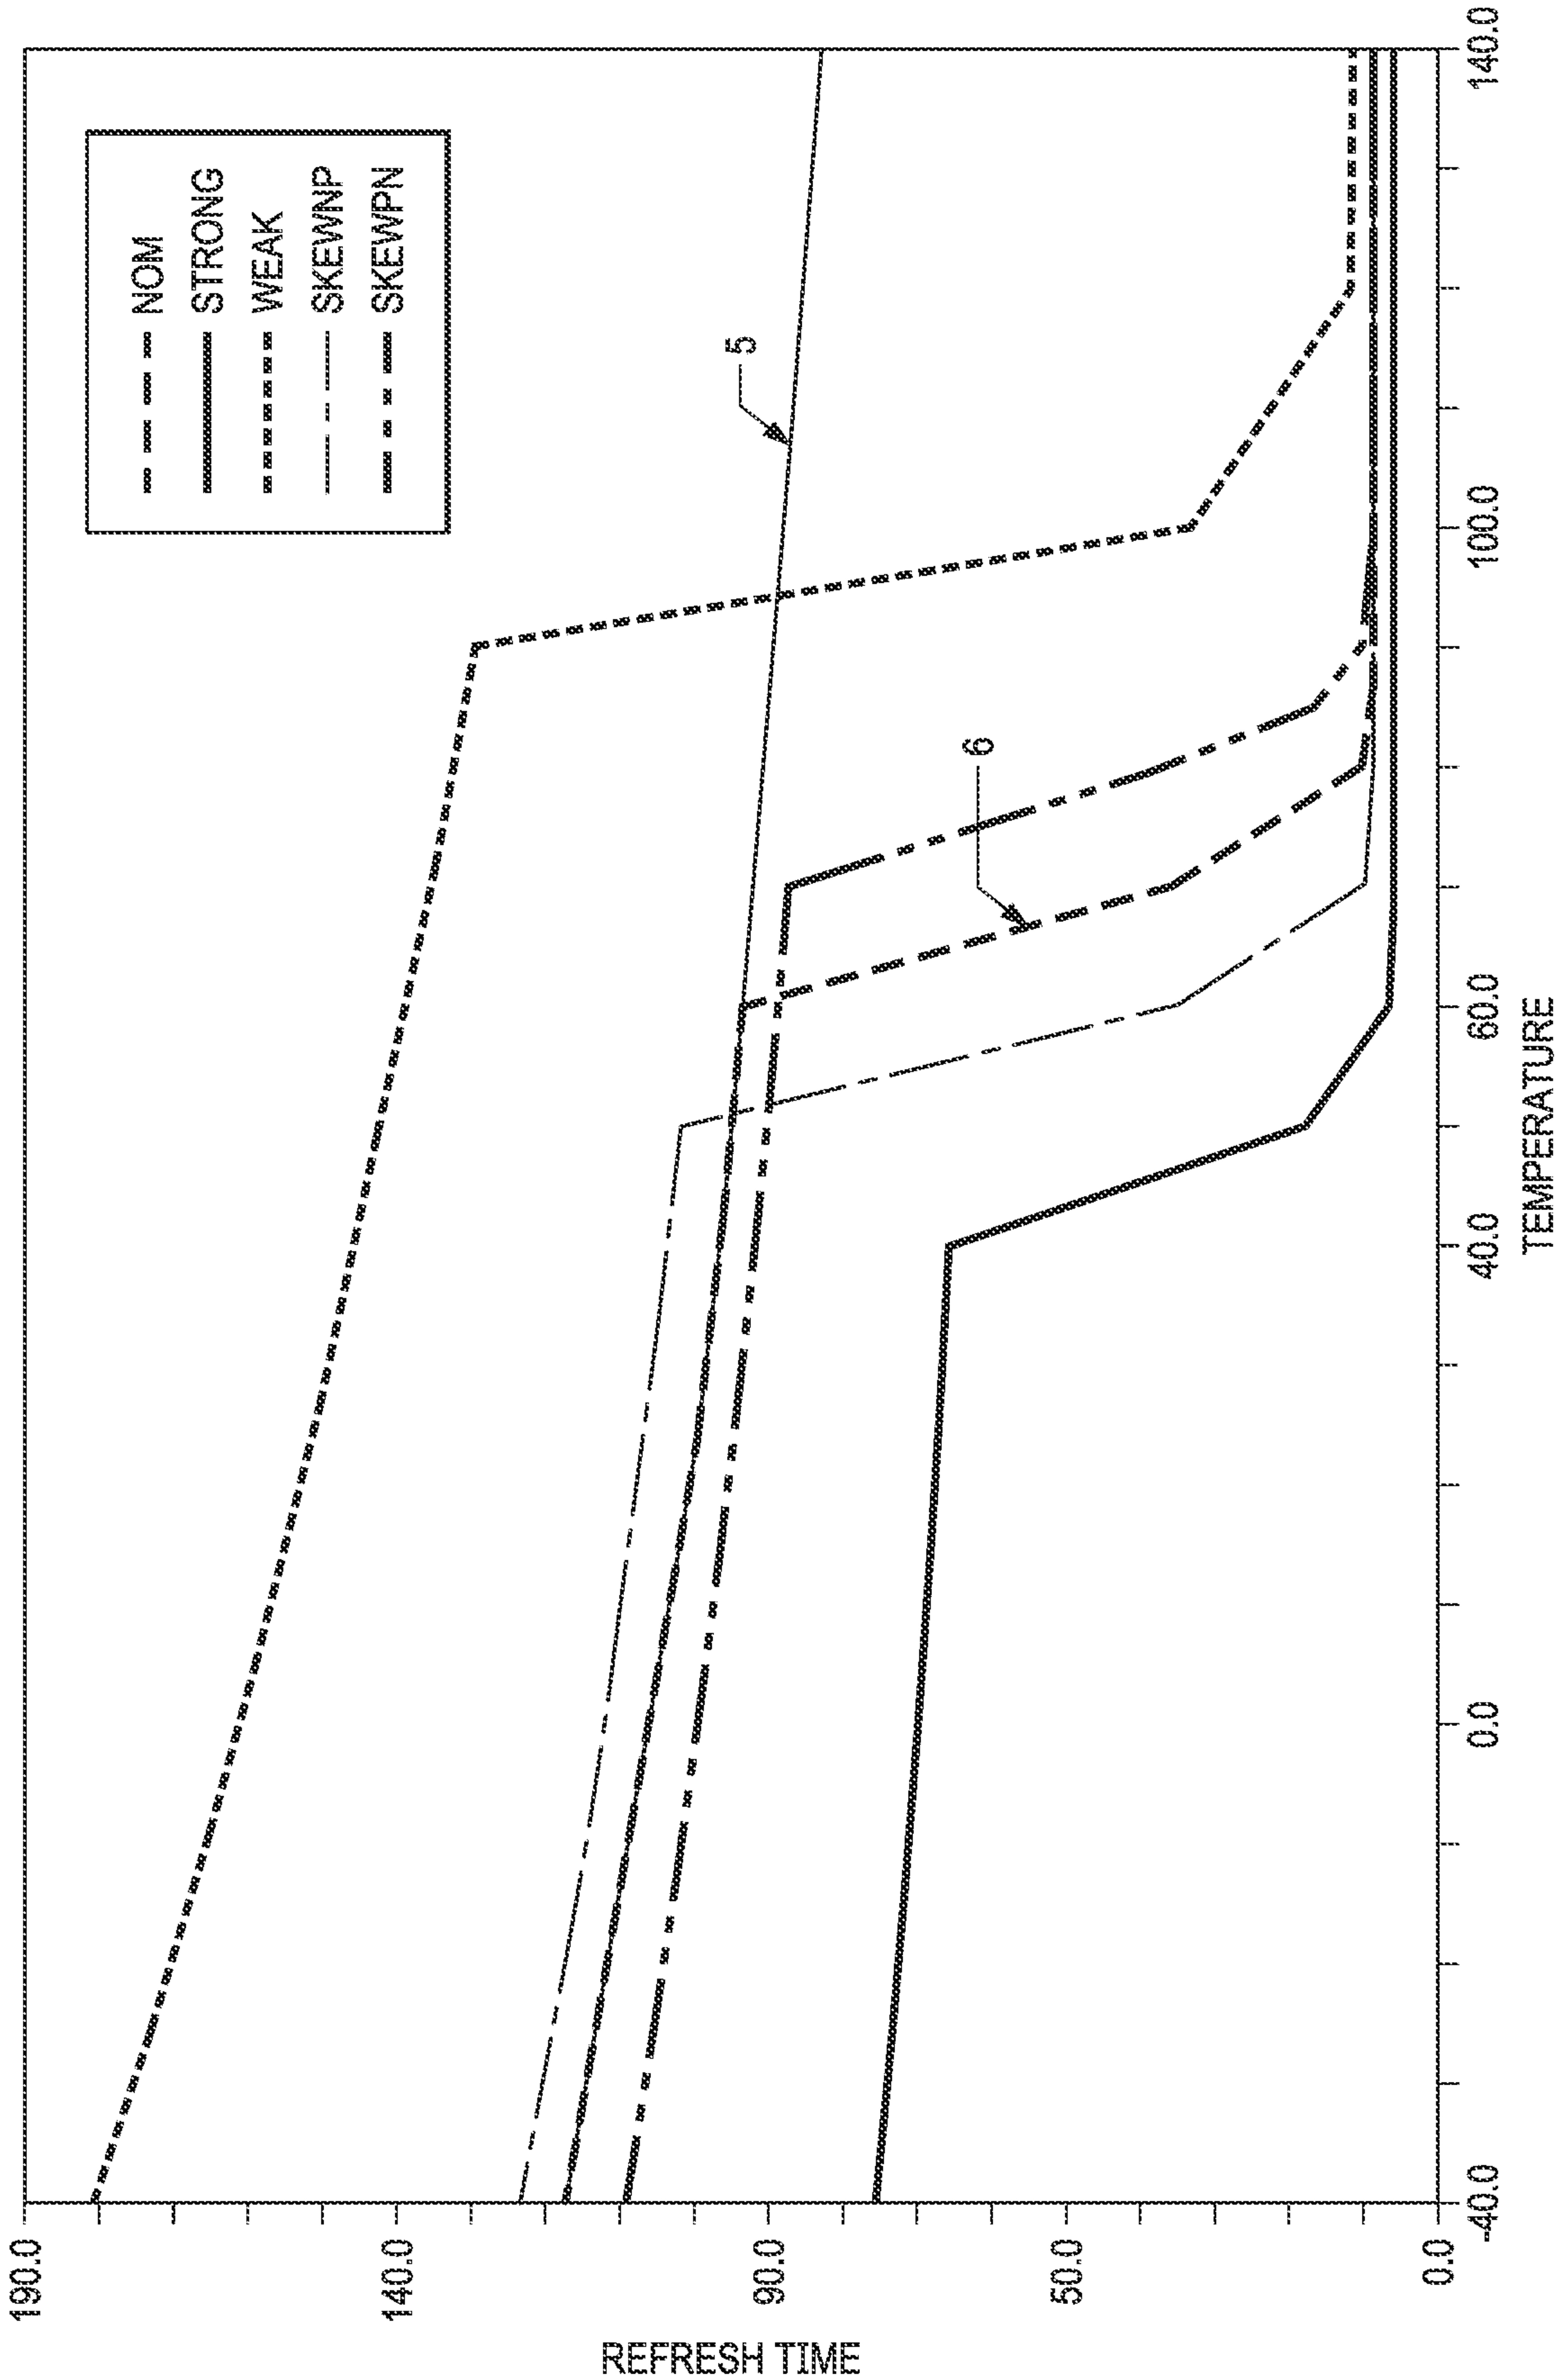 REFRESH TIME
190.0
140.0
90.0
50.0
0.0
NOM
STRONG
WEAK
SKEWNP
SKEWPN
5
6
-40.0
0.0
40.0
60.0
100.0
140.0
TEMPERATURE